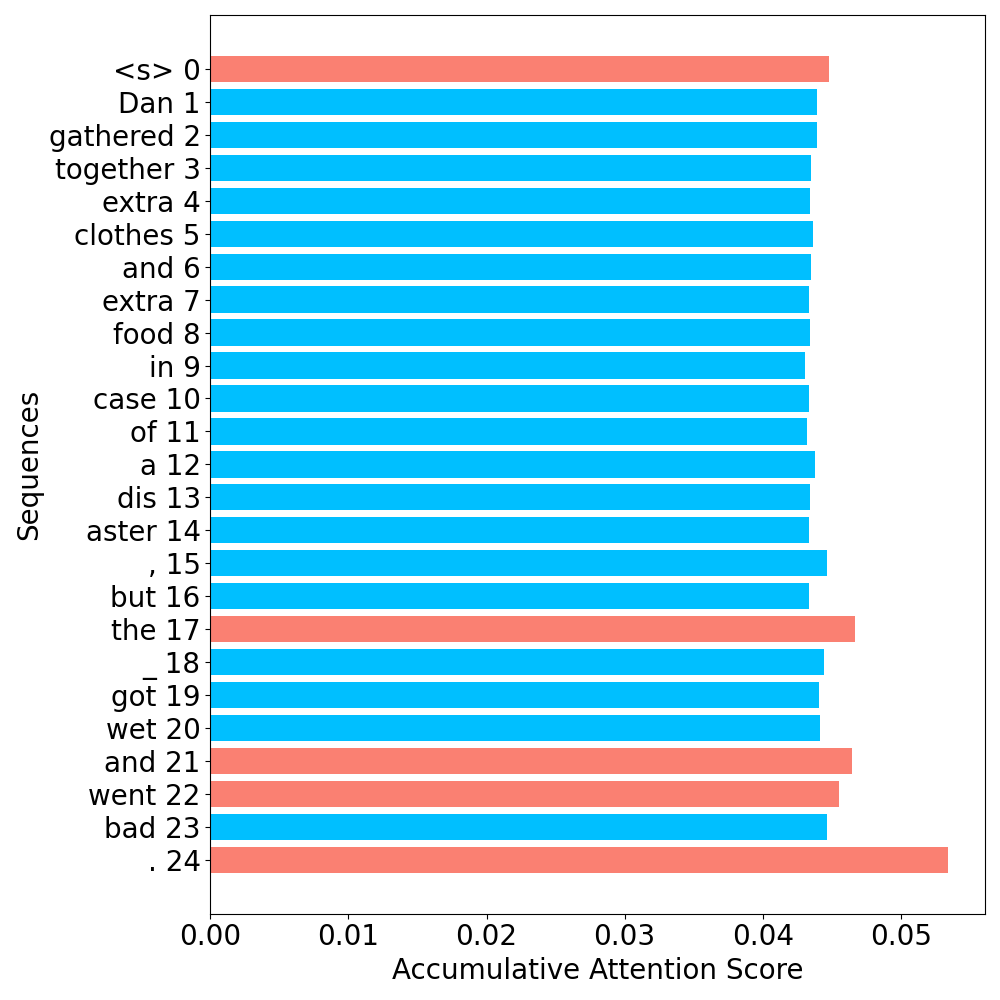 <s> 0
Dan 1
gathered 2
together 3
extra 4
clothes 5
and 6
extra 7
food 8
in 9
case 10
of 11
a 12
dis 13
aster 14
, 15
but 16
the 17
_ 18
got 19
wet 20
and 21
went 22
bad 23
. 24
Sequences
0.00 0.01 0.02 0.03 0.04 0.05
Accumulative Attention Score